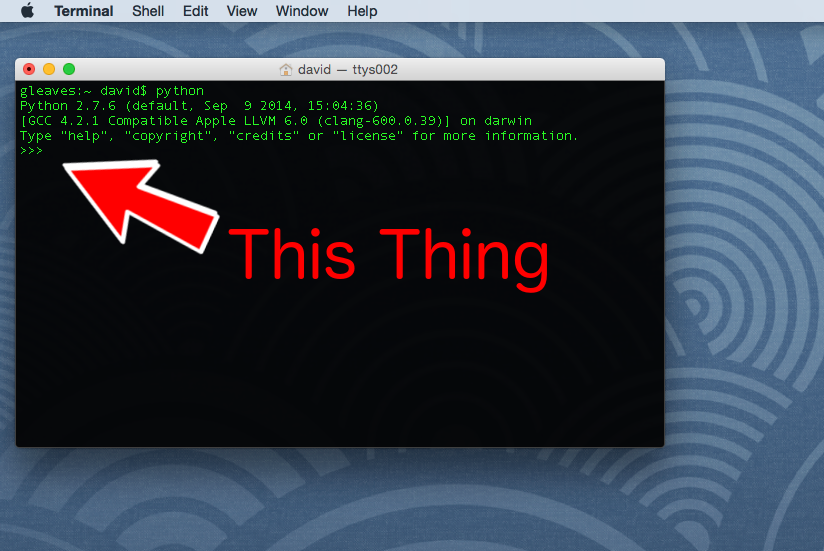 Terminal Shell Edit View Window Help
david — ttys002
gleaves:~ david$ python
Python 2.7.6 (default, Sep  9 2014, 15:04:36)
[GCC 4.2.1 Compatible Apple LLVM 6.0 (clang-600.0.39)] on darwin
Type "help", "copyright", "credits" or "license" for more information.
>>>
This Thing